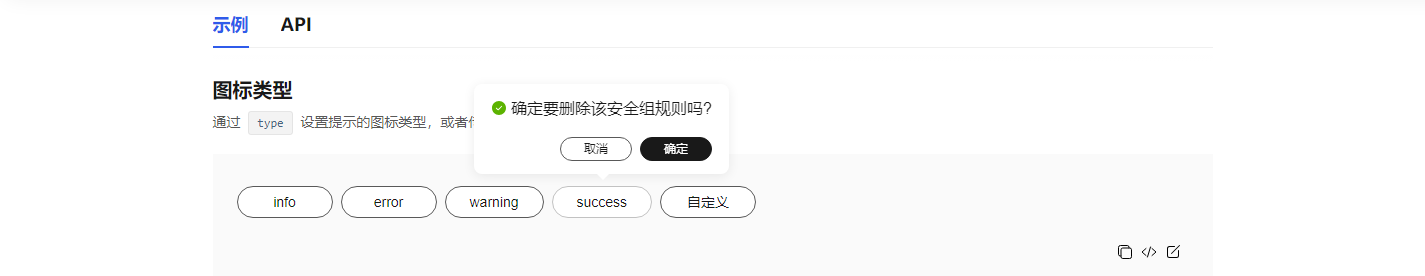 示例 API
图标类型
通过 type 设置提示的图标类型，或者
确定要删除该安全组规则吗?
取消 确定
info error warning success 自定义